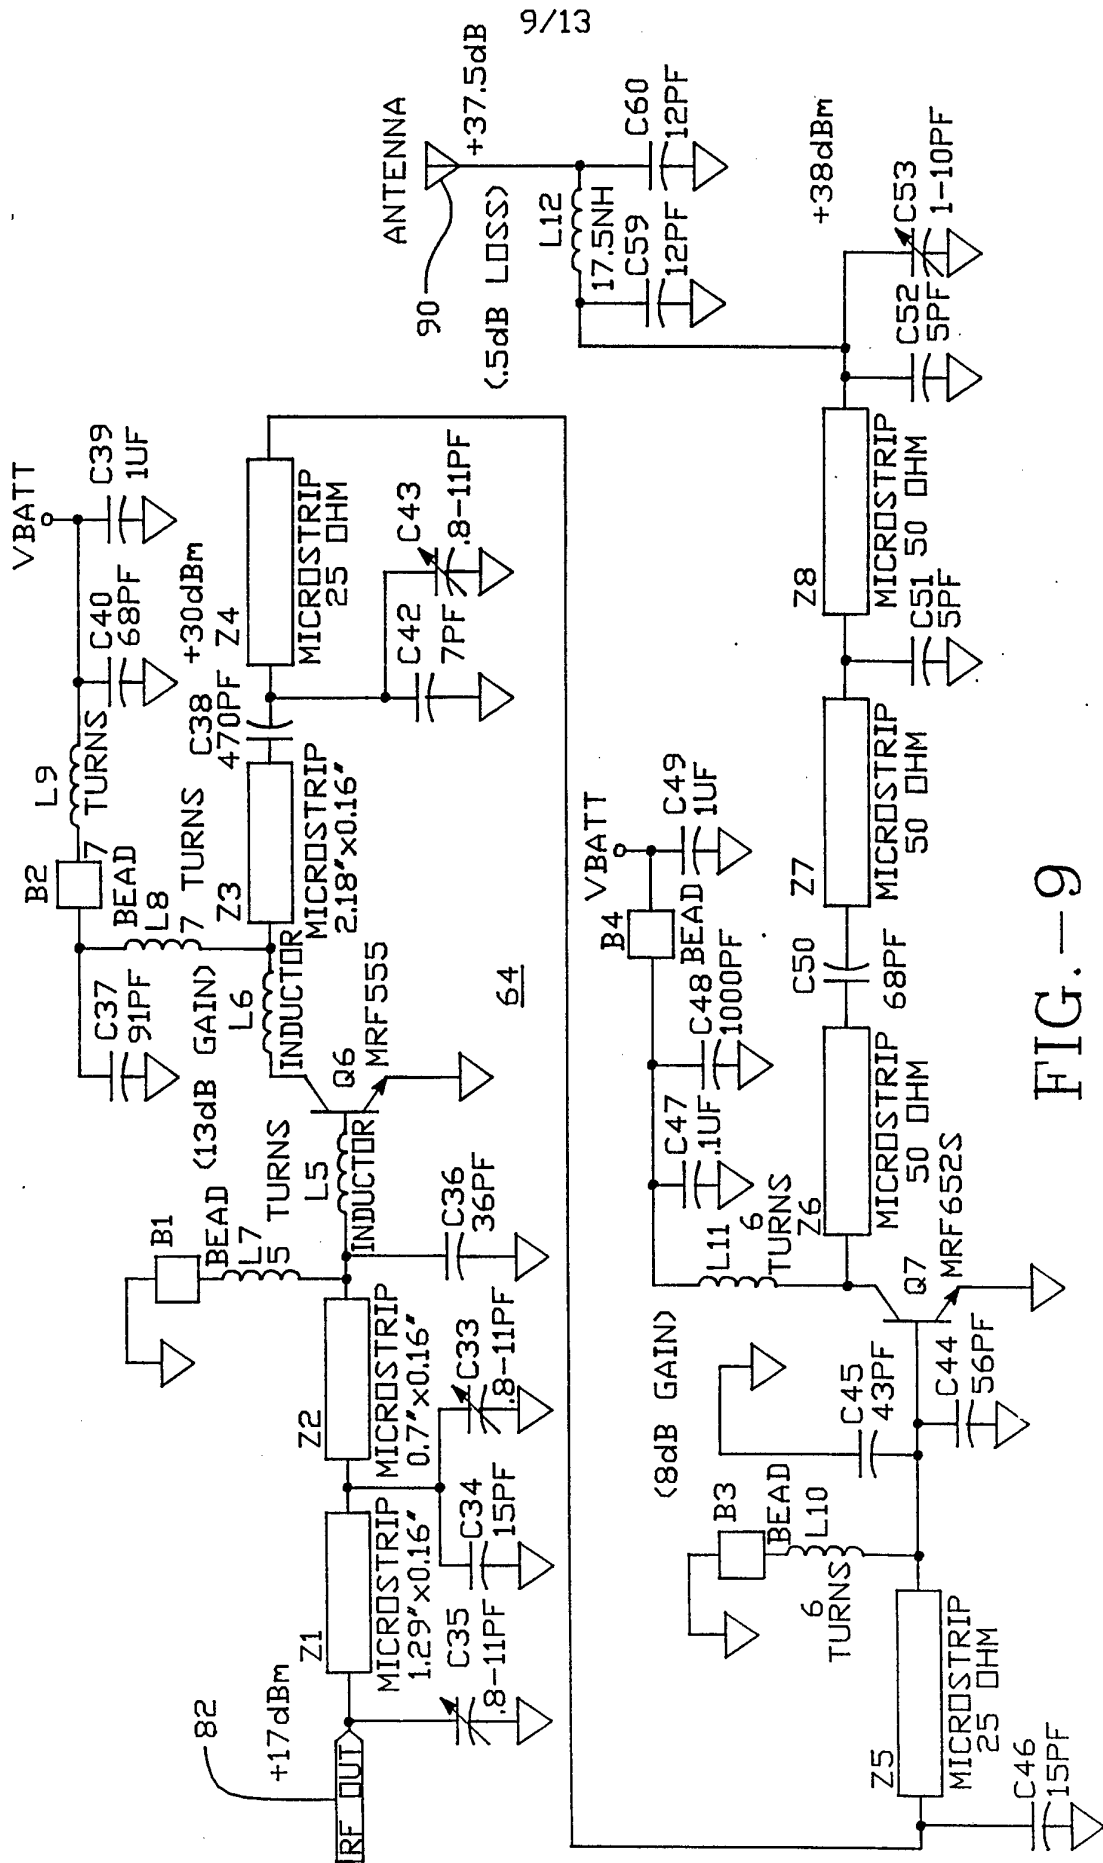 9/13
82
RF OUT
+17dBm
Z1
MICROSTRIP
1.29"x0.16"
C35
.8-11PF
C34
15PF
Z2
MICROSTRIP
0.7"x0.16"
C33
.8-11PF
B1
BEAD
L7
5 TURNS
C36
36PF
L5
INDUCTOR
(13dB GAIN)
Q6
MRF555
L6
INDUCTOR
C37
91PF
B2
BEAD
L8
7 TURNS
L9
7 TURNS
C40
68PF
VBATT
C39
1UF
Z3
MICROSTRIP
2.18"x0.16"
C38
470PF
+30dBm
Z4
MICROSTRIP
25 OHM
C42
7PF
C43
.8-11PF
64
ANTENNA
90
+37.5dB
(.5dB LOSS)
L12
17.5NH
C59
12PF
C60
12PF
Z5
MICROSTRIP
25 OHM
C46
15PF
B3
BEAD
L10
6
TURNS
C45
43PF
C44
56PF
(8dB GAIN)
Q7
MRF652S
L11
6
TURNS
C47
.1UF
C48
1000PF
B4
BEAD
VBATT
C49
1UF
Z6
MICROSTRIP
50 OHM
C50
68PF
Z7
MICROSTRIP
50 OHM
C51
5PF
Z8
MICROSTRIP
50 OHM
C52
5PF
C53
1-10PF
+38dBm
FIG.-9